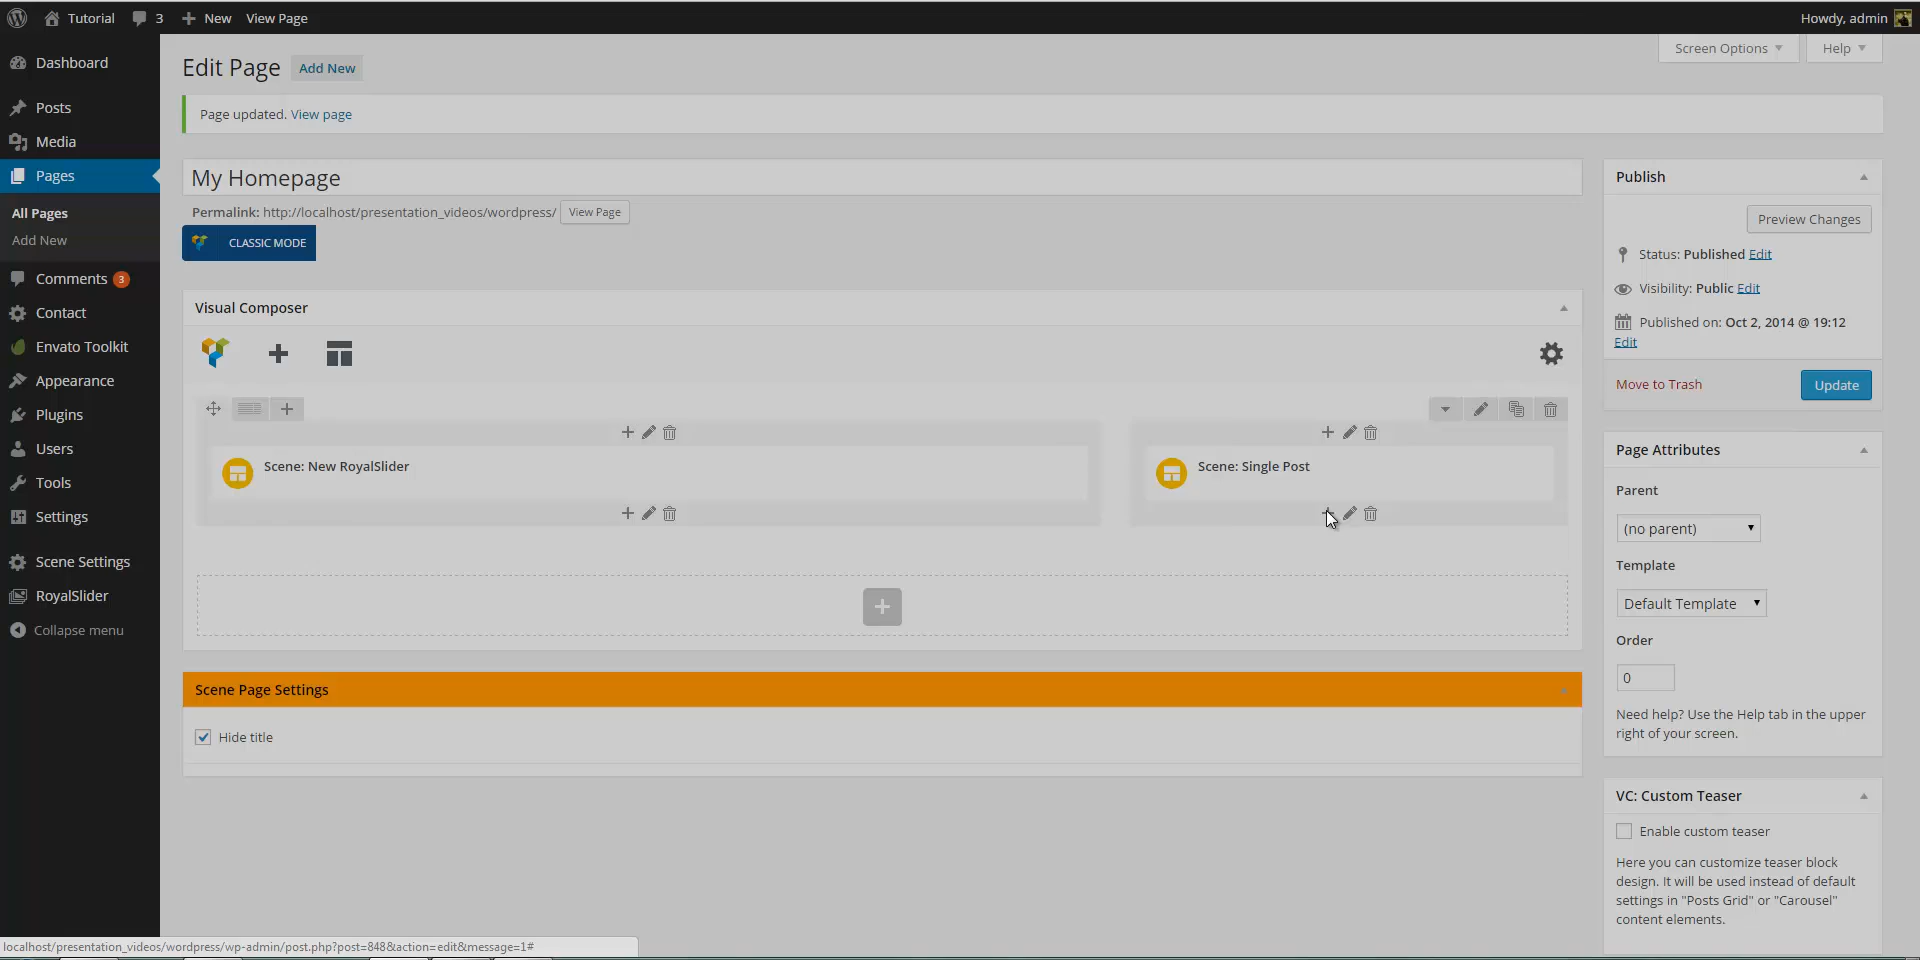 Tutorial 3 New View Page Howdy, admin
Screen Options Help
Dashboard
Posts
Media
Pages
All Pages
Add New
Comments 3
Contact
Envato Toolkit
Appearance
Plugins
Users
Tools
Settings
Scene Settings
RoyalSlider
Collapse menu
Edit Page Add New
Page updated. View page
My Homepage
Permalink: http://localhost/presentation_videos/wordpress/ View Page
CLASSIC MODE
Visual Composer
Scene: New RoyalSlider
Scene: Single Post
Scene Page Settings
Hide title
Publish
Preview Changes
Status: Published Edit
Visibility: Public Edit
Published on: Oct 2, 2014 @ 19:12
Edit
Move to Trash Update
Page Attributes
Parent
(no parent)
Template
Default Template
Order
0
Need help? Use the Help tab in the upper
right of your screen.
VC: Custom Teaser
Enable custom teaser
Here you can customize teaser block
design. It will be used instead of default
settings in "Posts Grid" or "Carousel"
content elements.
localhost/presentation_videos/wordpress/wp-admin/post.php?post=848&action=edit&message=1#